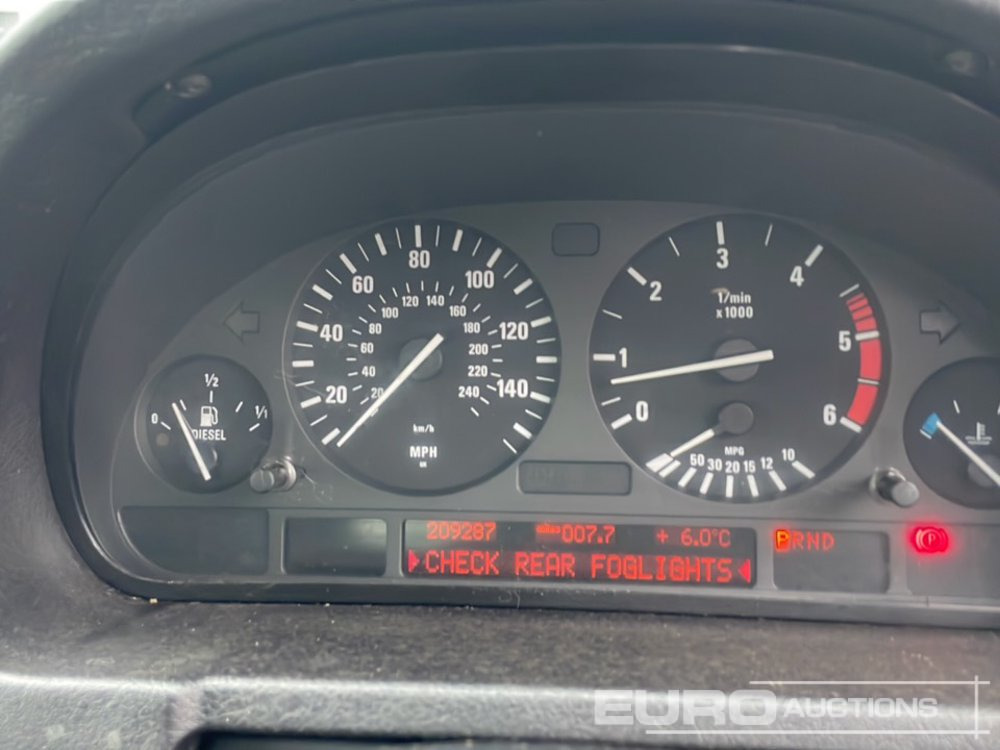 80
60
100
40
120
20
140
120 140
100
160
80
180
60
200
40
220
20
240
km/h
MPH
UK
0
1/2
1/1
DIESEL
3
2
4
1
5
0
6
1/min
x1000
MPG
50 30 20 15 12 10
209287 miles 007.7 + 6.0°C
CHECK REAR FOGLIGHTS
PRND
(P)
EURO AUCTIONS